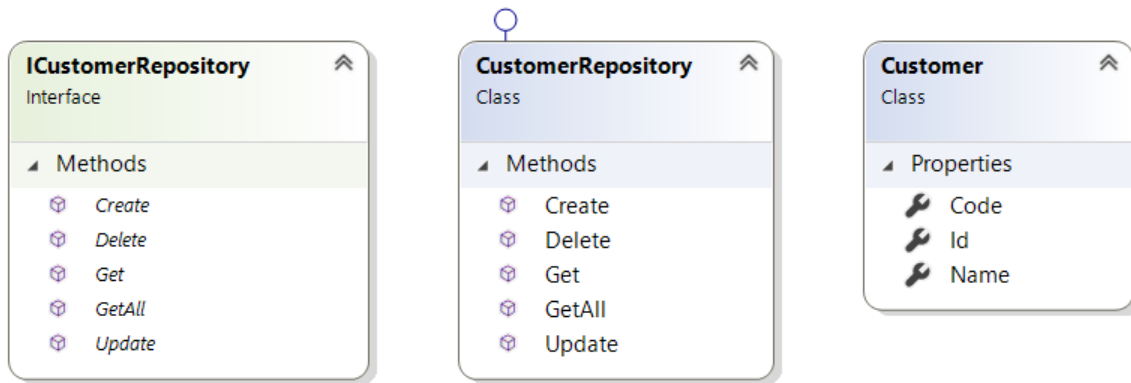 ICustomerRepository
Interface
Methods
Create
Delete
Get
GetAll
Update
CustomerRepository
Class
Methods
Create
Delete
Get
GetAll
Update
Customer
Class
Properties
Code
Id
Name